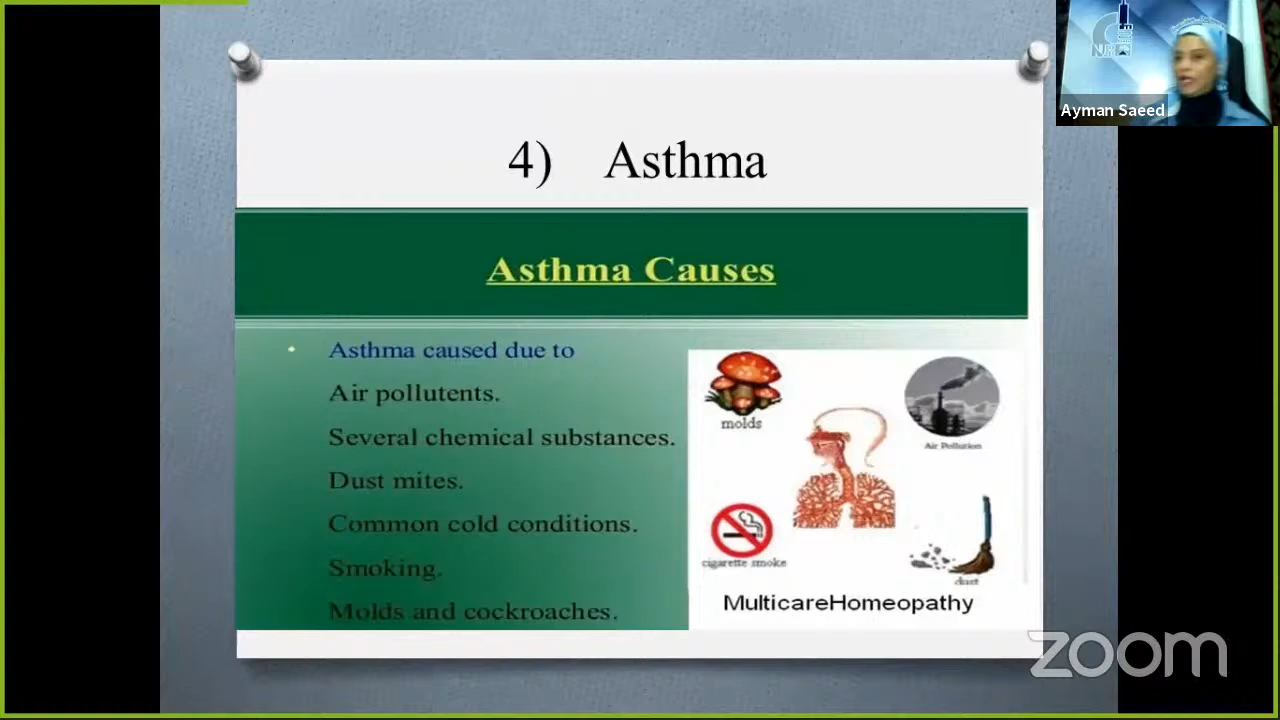 Ayman Saeed
4) Asthma
Asthma Causes
• Asthma caused due to
Air pollutents.
Several chemical substances.
Dust mites.
Common cold conditions.
Smoking.
Molds and cockroaches.
molds
Air Pollution
cigarette smoke
dust
MulticareHomeopathy
zoom